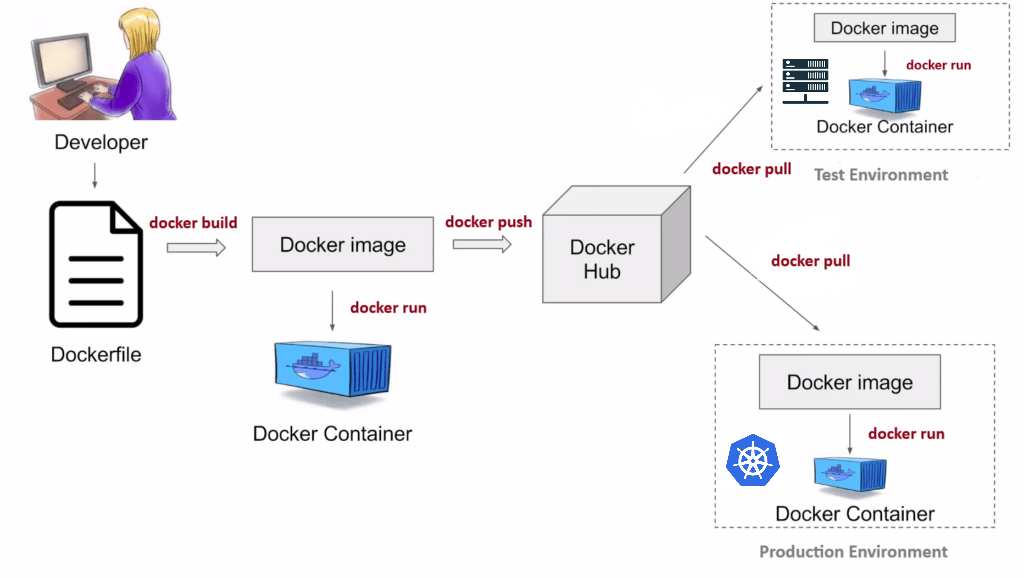 Developer
Dockerfile
docker build
Docker image
docker run
Docker Container
docker push
Docker
Hub
docker pull
Docker image
docker run
Docker Container
Test Environment
docker pull
Docker image
docker run
Docker Container
Production Environment